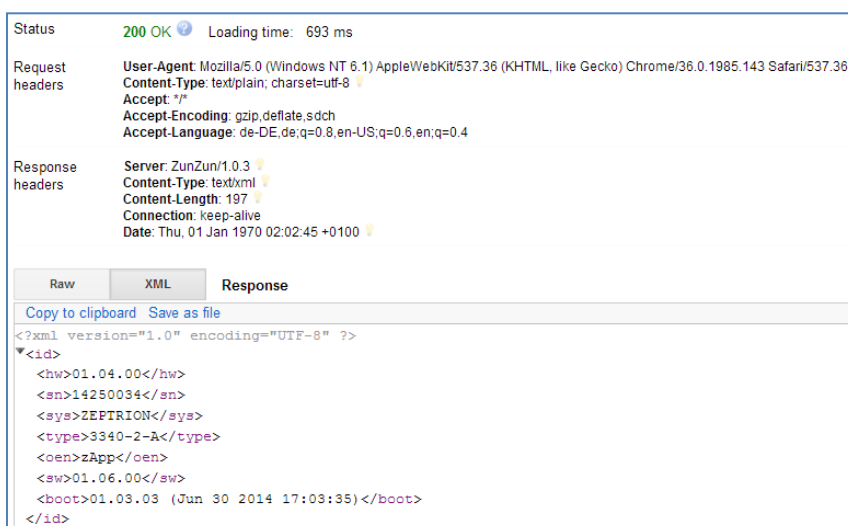 Status 200 OK ? Loading time: 693 ms
Request headers User-Agent: Mozilla/5.0 (Windows NT 6.1) AppleWebKit/537.36 (KHTML, like Gecko) Chrome/36.0.1985.143 Safari/537.36
Content-Type: text/plain; charset=utf-8
Accept: */*
Accept-Encoding: gzip,deflate,sdch
Accept-Language: de-DE,de;q=0.8,en-US;q=0.6,en;q=0.4
Response headers Server: ZunZun/1.0.3
Content-Type: text/xml
Content-Length: 197
Connection: keep-alive
Date: Thu, 01 Jan 1970 02:02:45 +0100
Raw XML Response
Copy to clipboard Save as file
<?xml version="1.0" encoding="UTF-8" ?>
<id>
<hw>01.04.00</hw>
<sn>14250034</sn>
<sys>ZEPTRION</sys>
<type>3340-2-A</type>
<oen>zApp</oen>
<sw>01.06.00</sw>
<boot>01.03.03 (Jun 30 2014 17:03:35)</boot>
</id>